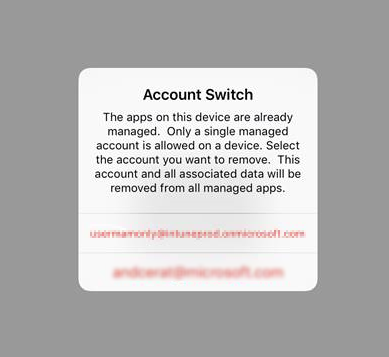 Account Switch
The apps on this device are already
managed. Only a single managed
account is allowed on a device. Select
the account you want to remove. This
account and all associated data will be
removed from all managed apps.
usermamonly@intuneprod.onmicrosoft.com
andcerat@microsoft.com